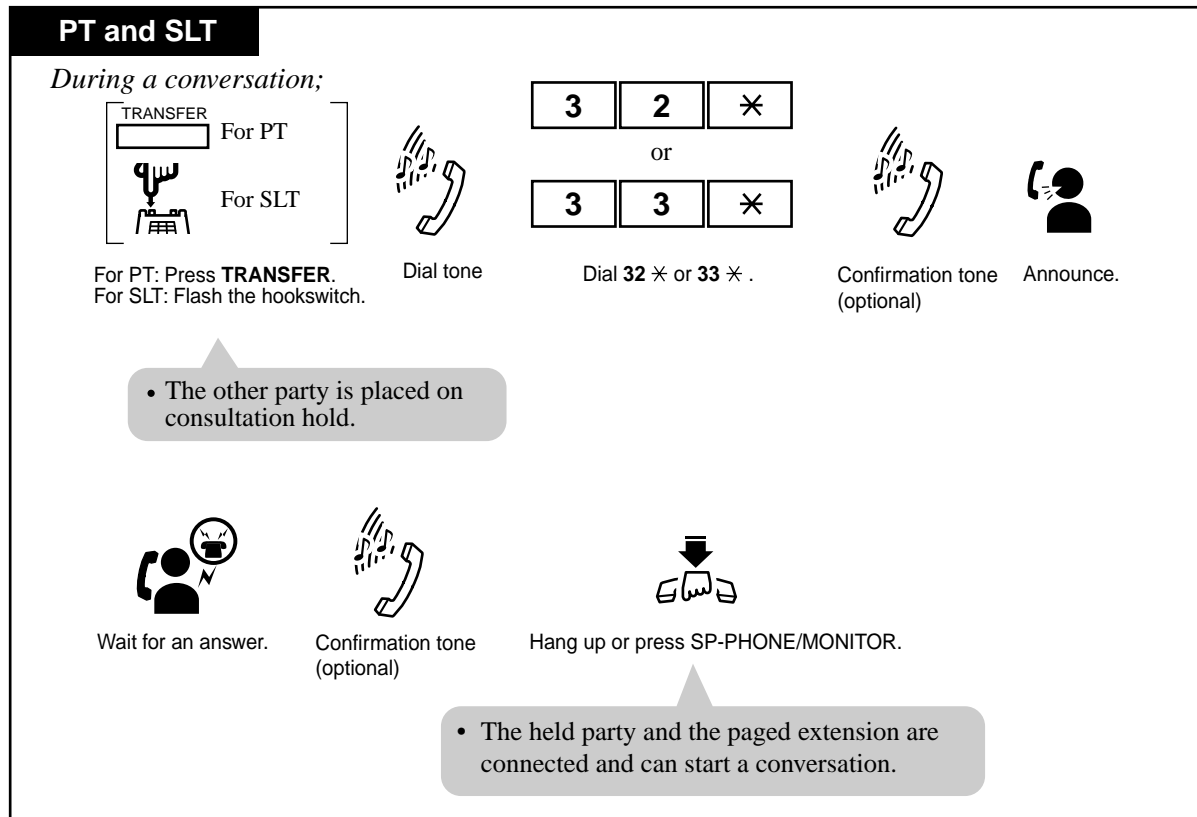 PT and SLT
During a conversation;
TRANSFER
For PT
For SLT
For PT: Press TRANSFER.
For SLT: Flash the hookswitch.
Dial tone
3 2 ✳
or
3 3 ✳
Dial 32 ✳ or 33 ✳ .
Confirmation tone
(optional)
Announce.
• The other party is placed on
consultation hold.
Wait for an answer.
Confirmation tone
(optional)
Hang up or press SP-PHONE/MONITOR.
• The held party and the paged extension are
connected and can start a conversation.